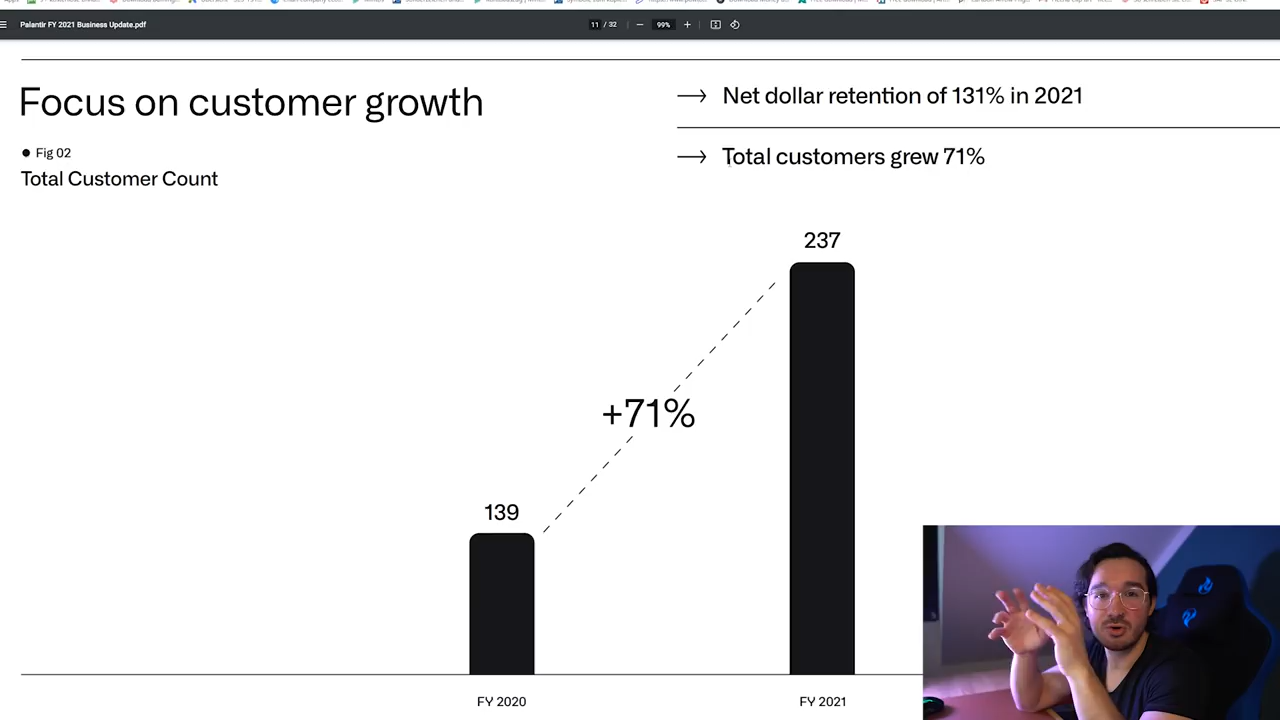 Palantir FY 2021 Business Update.pdf
11 / 32
99%
Focus on customer growth
Net dollar retention of 131% in 2021
Total customers grew 71%
Fig 02
Total Customer Count
237
+71%
139
FY 2020
FY 2021